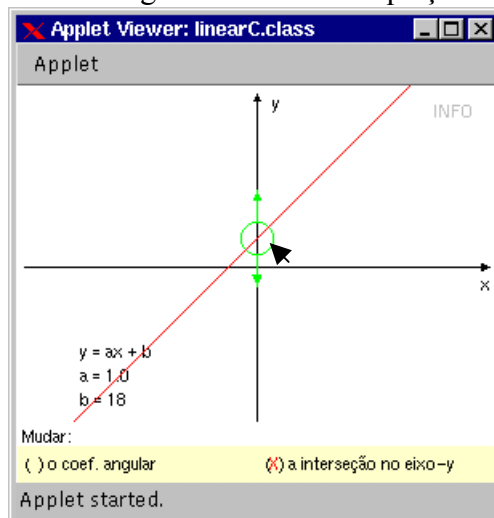 Applet Viewer: linearC.class
Applet
y
INFO
x
y = ax + b
a = 1.0
b = 18
Mudar:
( ) o coef. angular (X) a interseção no eixo-y
Applet started.